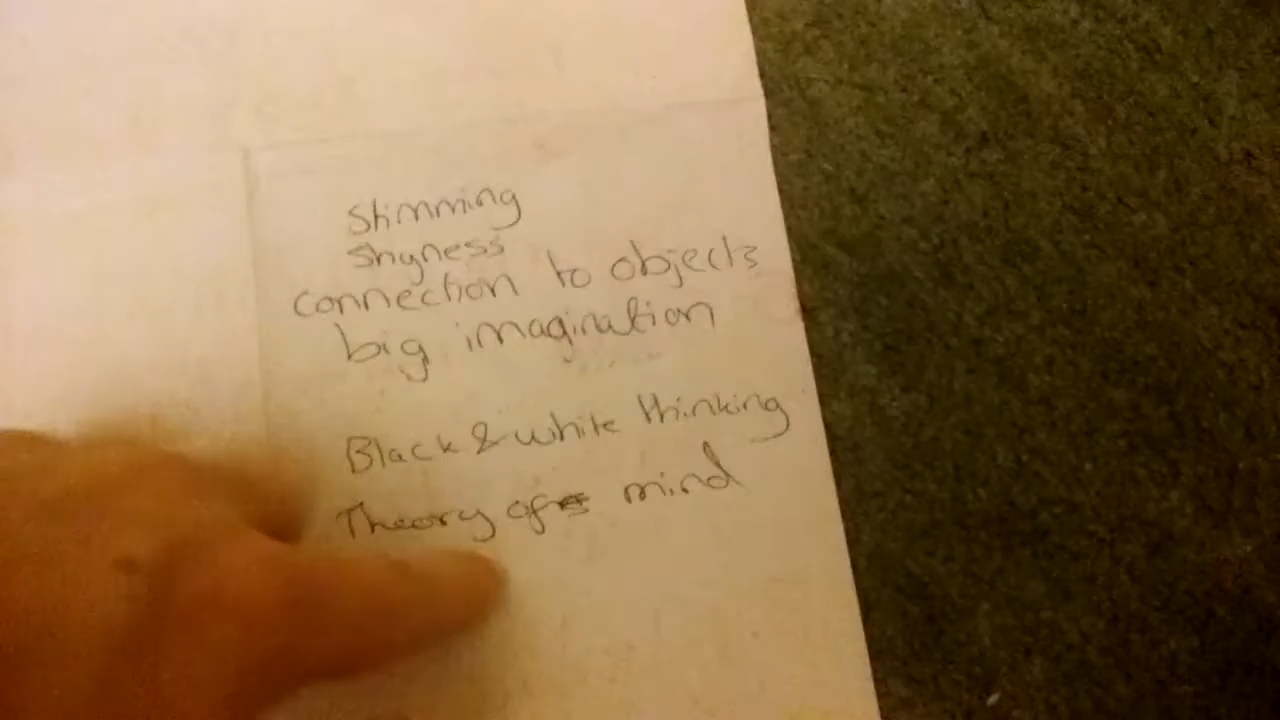 Stimming
Shyness
connection to objects
big imagination
Black & white thinking
Theory of mind